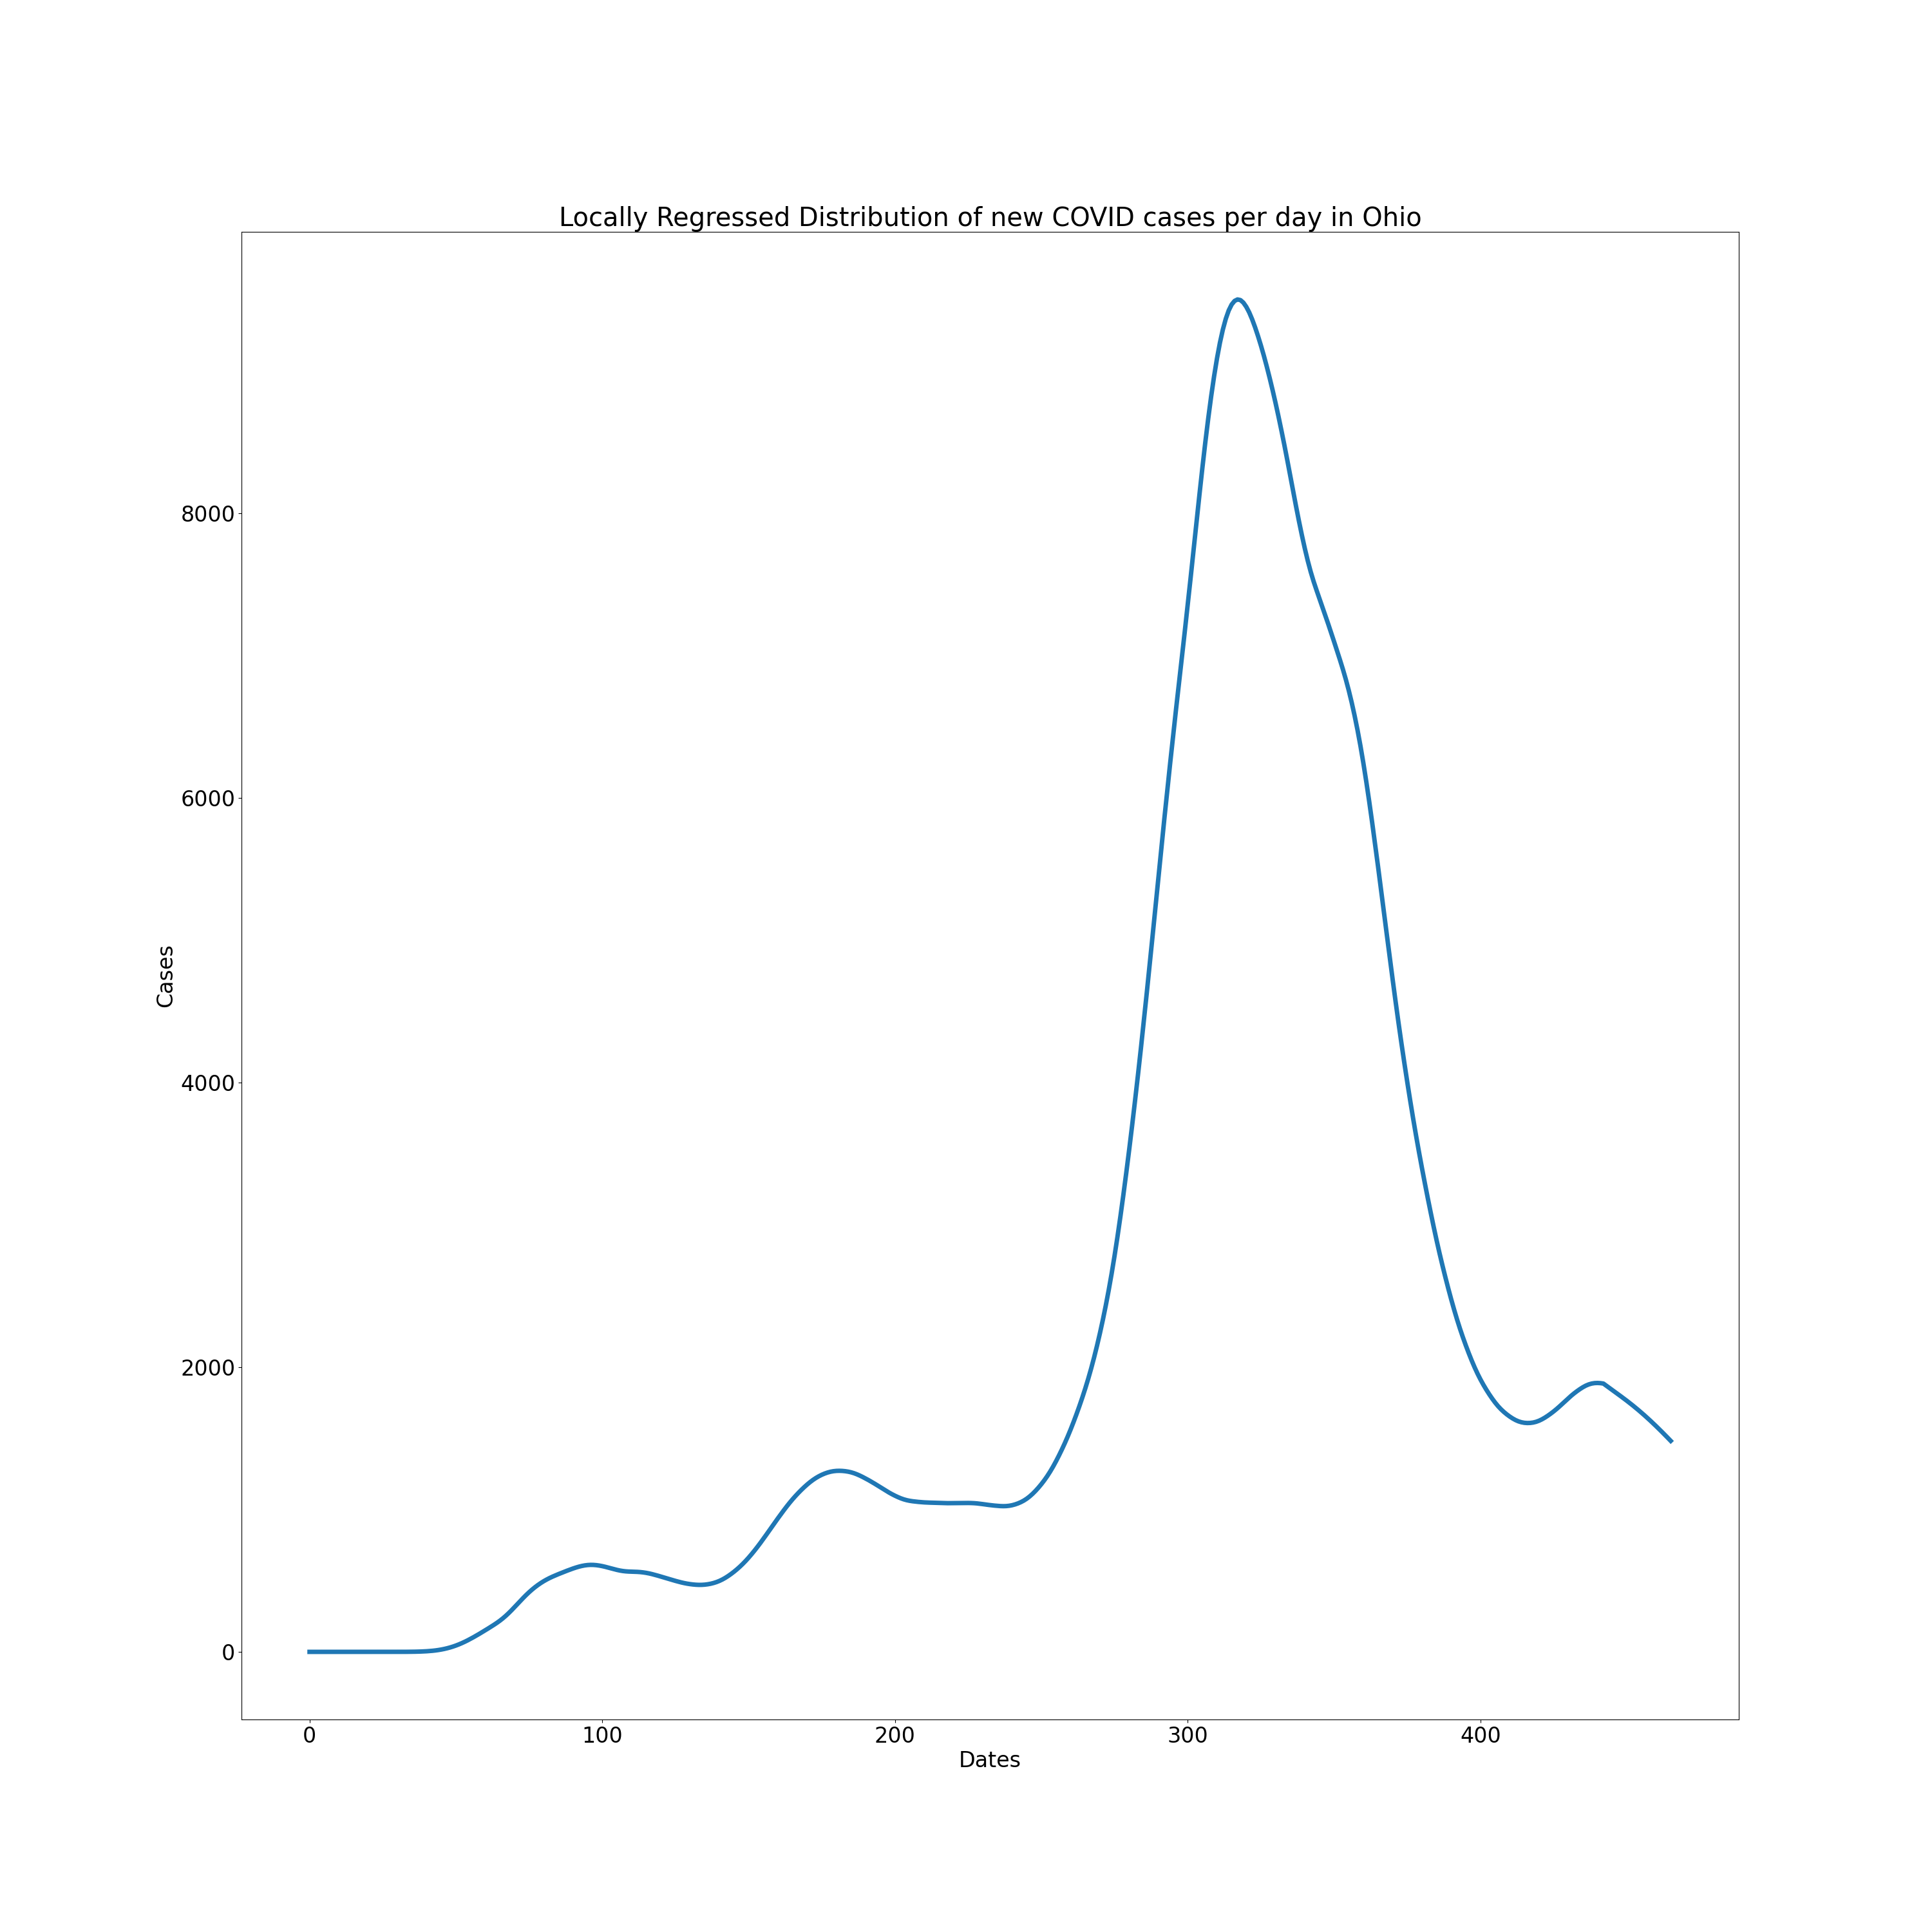 Locally Regressed Distribution of new COVID cases per day in Ohio
8000
6000
Cases
4000
2000
0
0 100 200 300 400
Dates